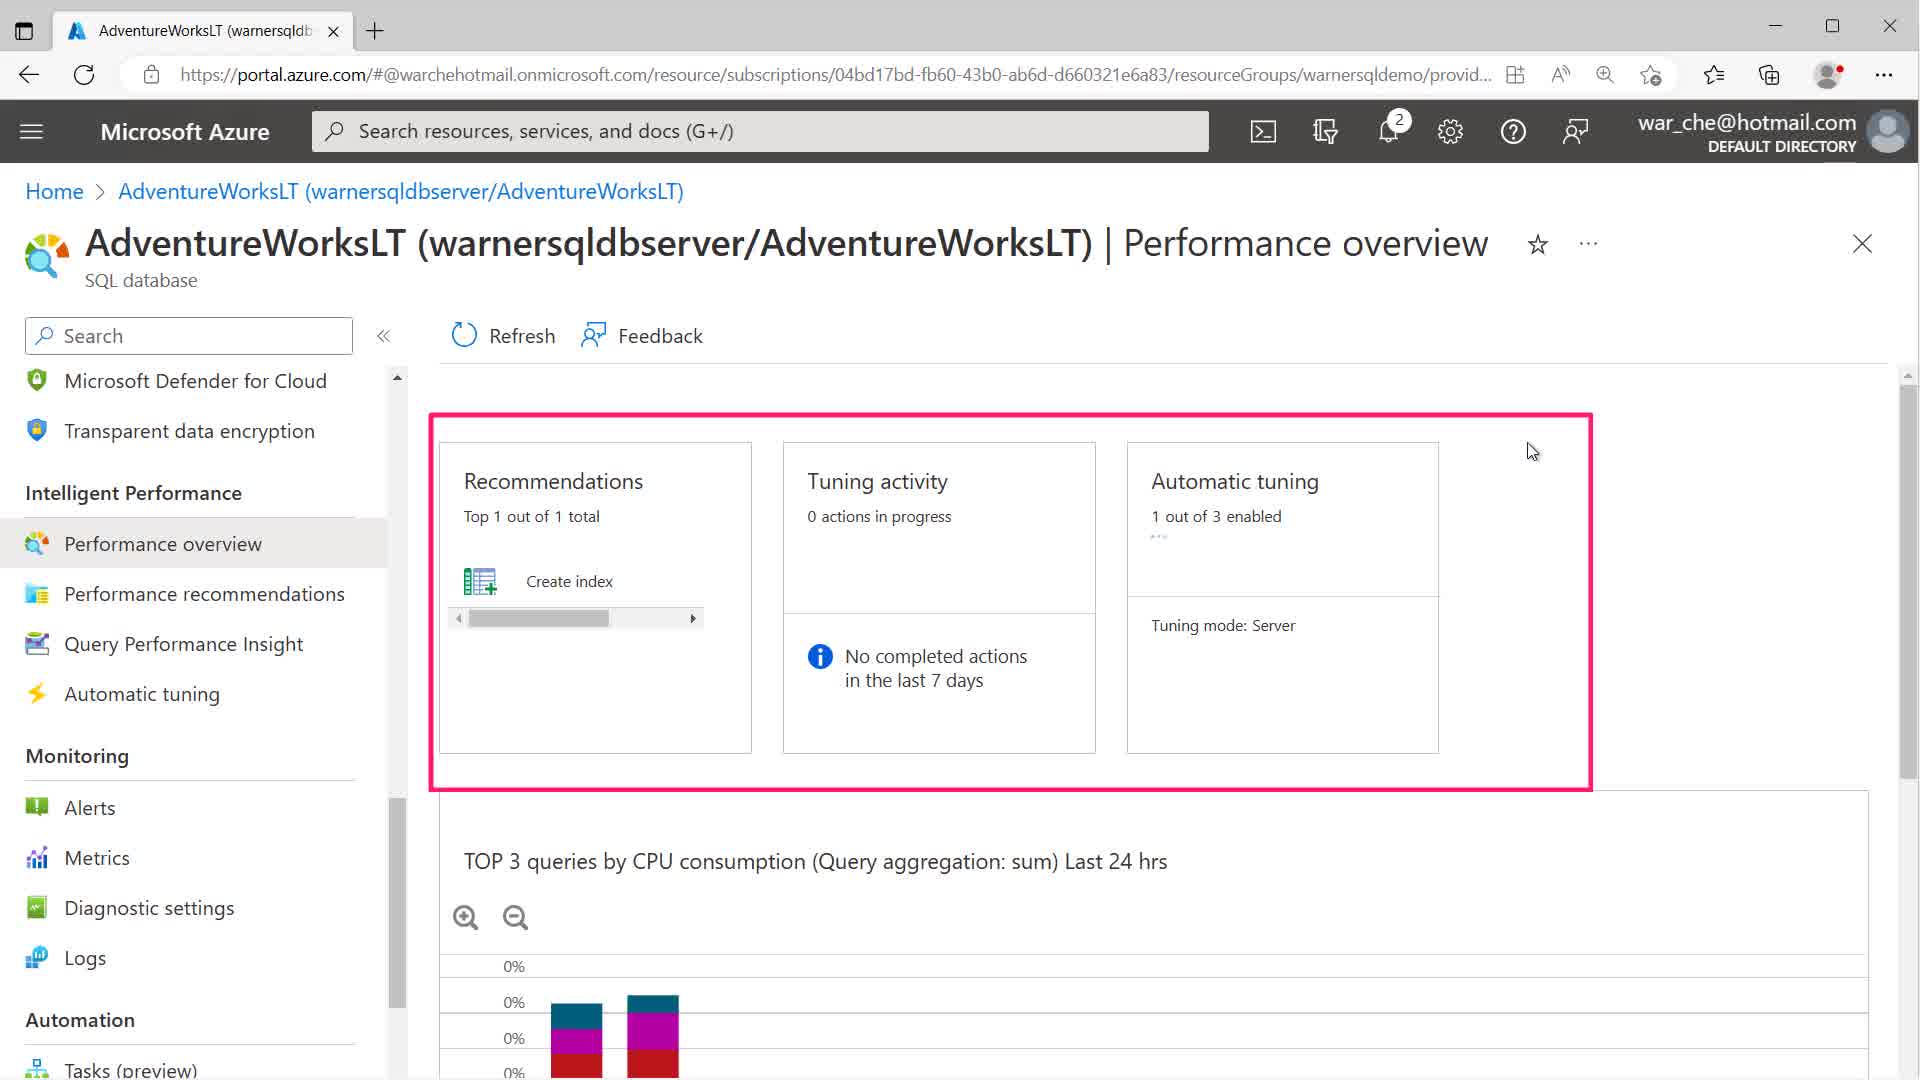 AdventureWorksLT (warnersqldb
https://portal.azure.com/#@warchehotmail.onmicrosoft.com/resource/subscriptions/04bd17bd-fb60-43b0-ab6d-d660321e6a83/resourceGroups/warnersqldemo/provid...
Microsoft Azure
Search resources, services, and docs (G+/)
2
war_che@hotmail.com
DEFAULT DIRECTORY
Home > AdventureWorksLT (warnersqldbserver/AdventureWorksLT)
AdventureWorksLT (warnersqldbserver/AdventureWorksLT) | Performance overview
SQL database
Search
Refresh
Feedback
Microsoft Defender for Cloud
Transparent data encryption
Intelligent Performance
Performance overview
Performance recommendations
Query Performance Insight
Automatic tuning
Monitoring
Alerts
Metrics
Diagnostic settings
Logs
Automation
Tasks (preview)
Recommendations
Top 1 out of 1 total
Create index
Tuning activity
0 actions in progress
No completed actions
in the last 7 days
Automatic tuning
1 out of 3 enabled
Tuning mode: Server
TOP 3 queries by CPU consumption (Query aggregation: sum) Last 24 hrs
0%
0%
0%
0%